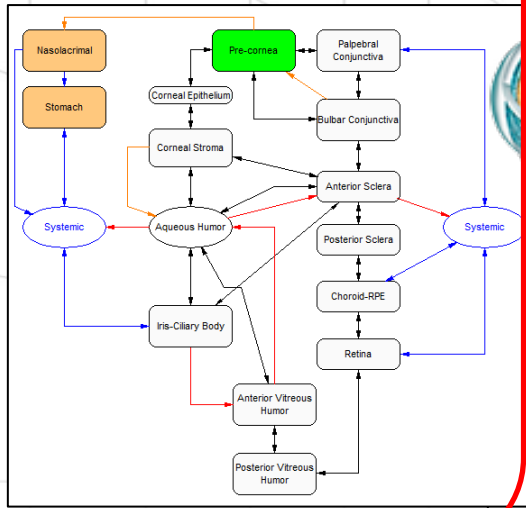 Nasolacrimal
Pre-cornea
Palpebral
Conjunctiva
Stomach
Corneal Epithelium
Bulbar Conjunctiva
Corneal Stroma
Anterior Sclera
Systemic
Aqueous Humor
Posterior Sclera
Systemic
Choroid-RPE
Iris-Ciliary Body
Retina
Anterior Vitreous
Humor
Posterior Vitreous
Humor